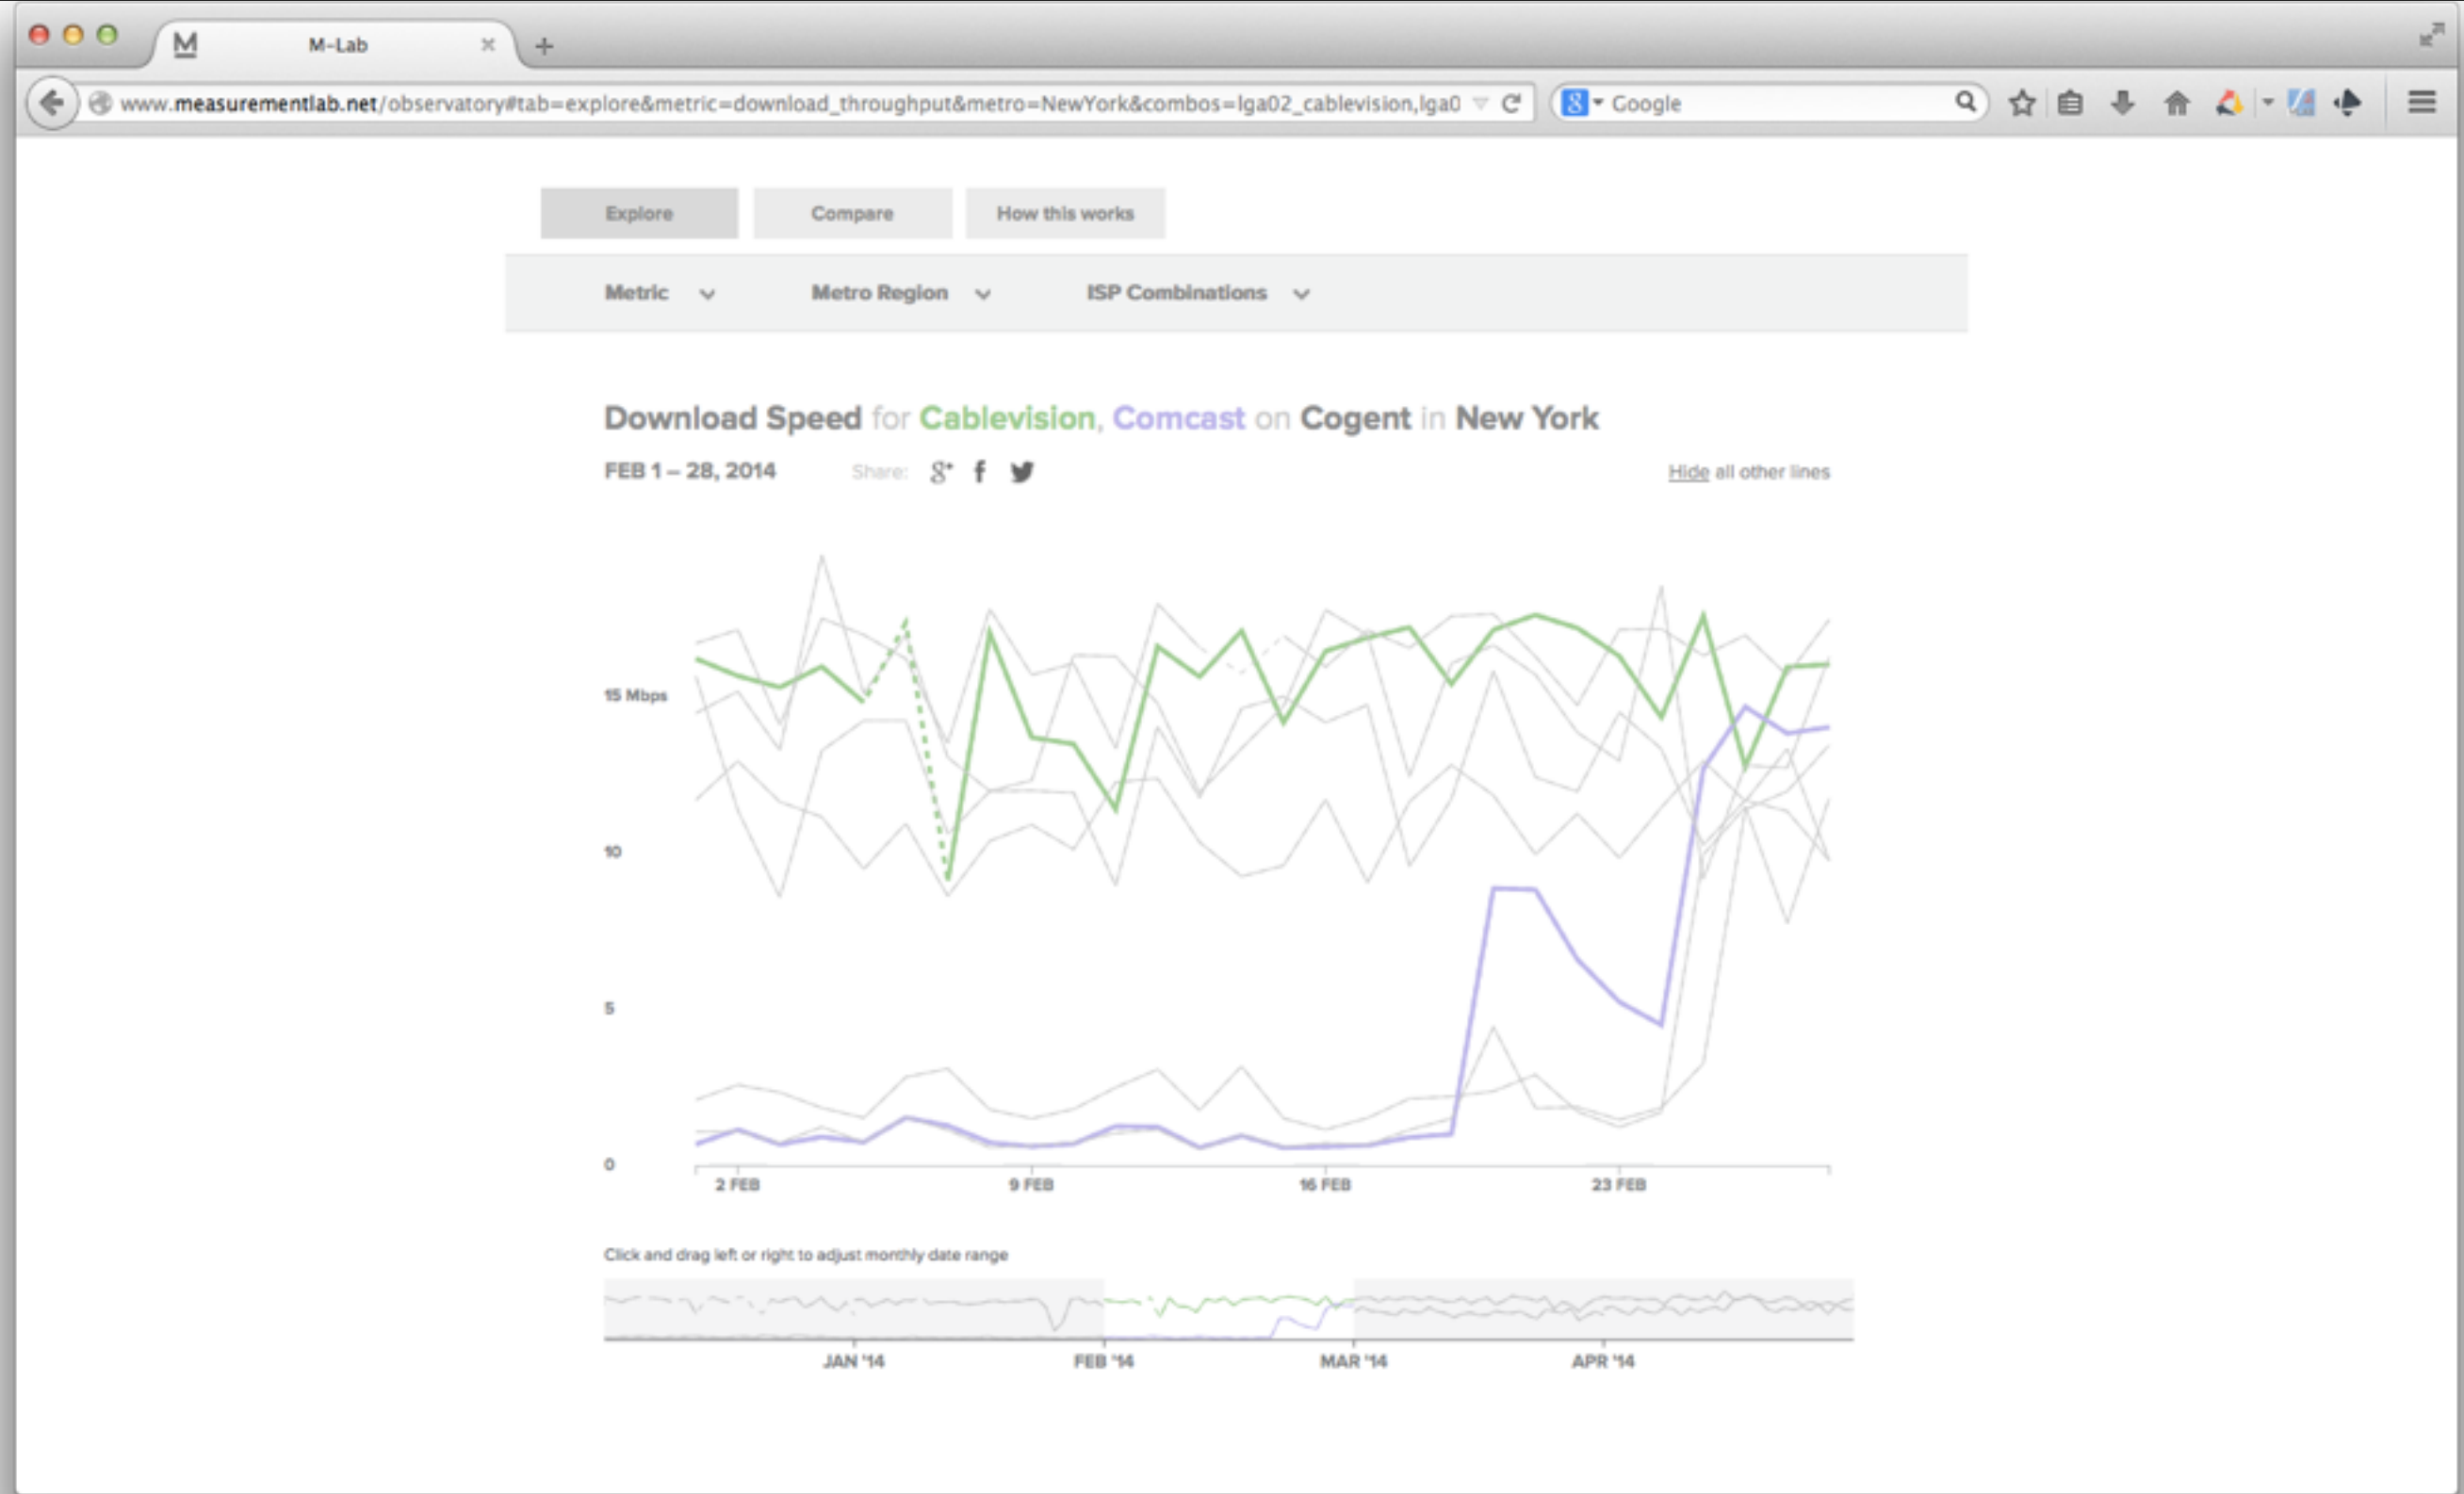 M-Lab
www.measurementlab.net/observatory#tab=explore&metric=download_throughput&metro=NewYork&combos=lga02_cablevision,lga0
Google
Explore
Compare
How this works
Metric
Metro Region
ISP Combinations
Download Speed for Cablevision, Comcast on Cogent in New York
FEB 1 – 28, 2014
Share:
Hide all other lines
15 Mbps
10
5
0
2 FEB
9 FEB
16 FEB
23 FEB
Click and drag left or right to adjust monthly date range
JAN '14
FEB '14
MAR '14
APR '14